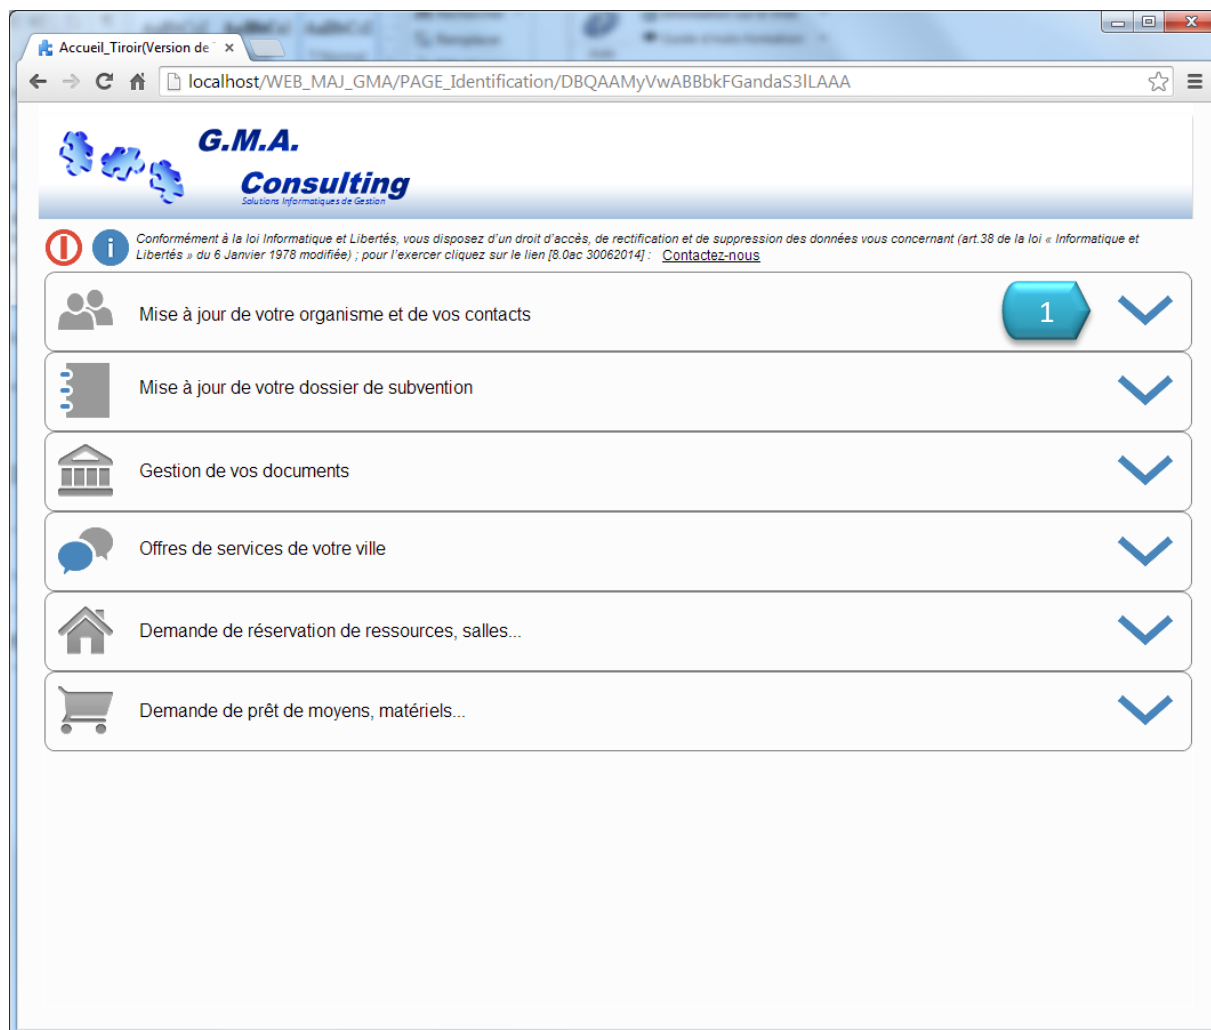 Accueil_Tiroir(Version de
localhost/WEB_MAJ_GMA/PAGE_Identification/DBQAAMyVwABBbkFGandaS3lLAAA
G.M.A.
Consulting
Solutions Informatiques de Gestion
Conformément à la loi Informatique et Libertés, vous disposez d'un droit d'accès, de rectification et de suppression des données vous concernant (art.38 de la loi « Informatique et
Libertés » du 6 Janvier 1978 modifiée) ; pour l'exercer cliquez sur le lien [8.0ac 30062014] : Contactez-nous
Mise à jour de votre organisme et de vos contacts
1
Mise à jour de votre dossier de subvention
Gestion de vos documents
Offres de services de votre ville
Demande de réservation de ressources, salles...
Demande de prêt de moyens, matériels...